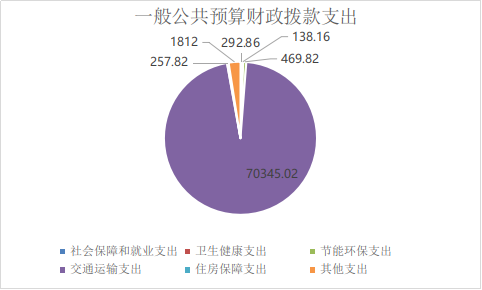 一般公共预算财政拨款支出
1812 292.86 138.16
257.82 469.82
70345.02
社会保障和就业支出 卫生健康支出 节能环保支出
交通运输支出 住房保障支出 其他支出